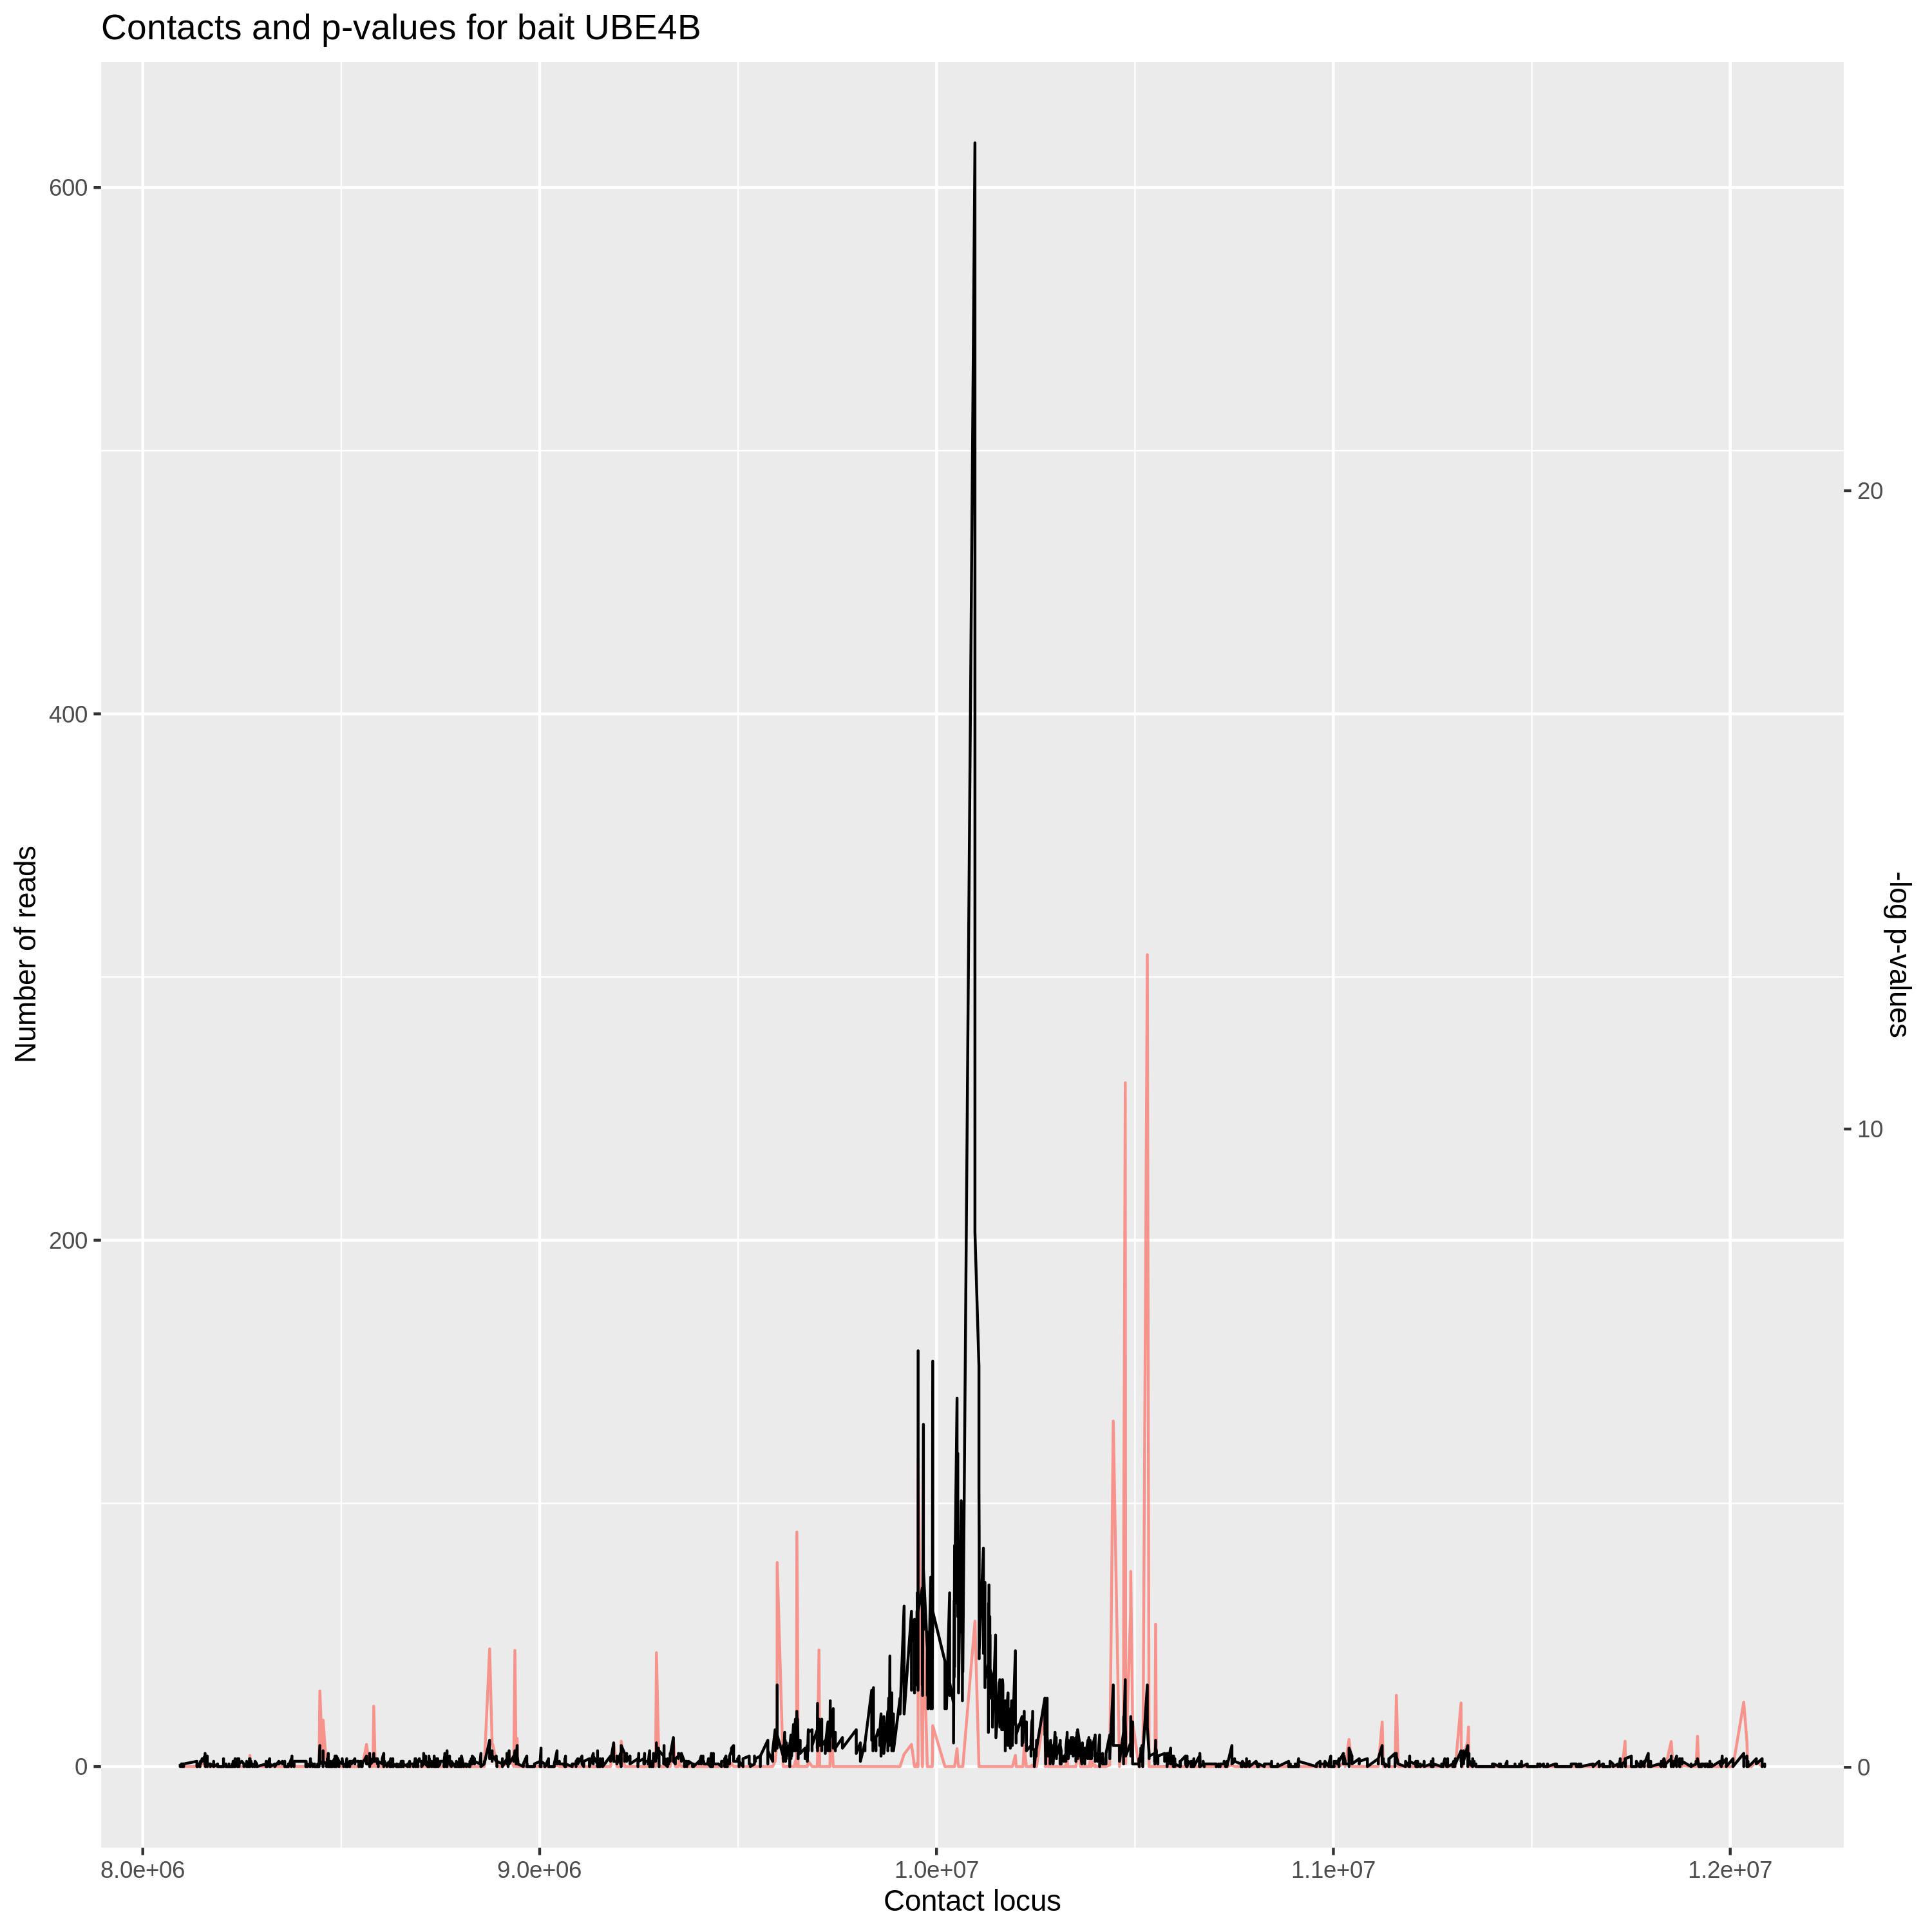 Contacts and p-values for bait UBE4B
600
400
200
0
Number of reads
20
10
0
-log p-values
8.0e+06
9.0e+06
1.0e+07
1.1e+07
1.2e+07
Contact locus